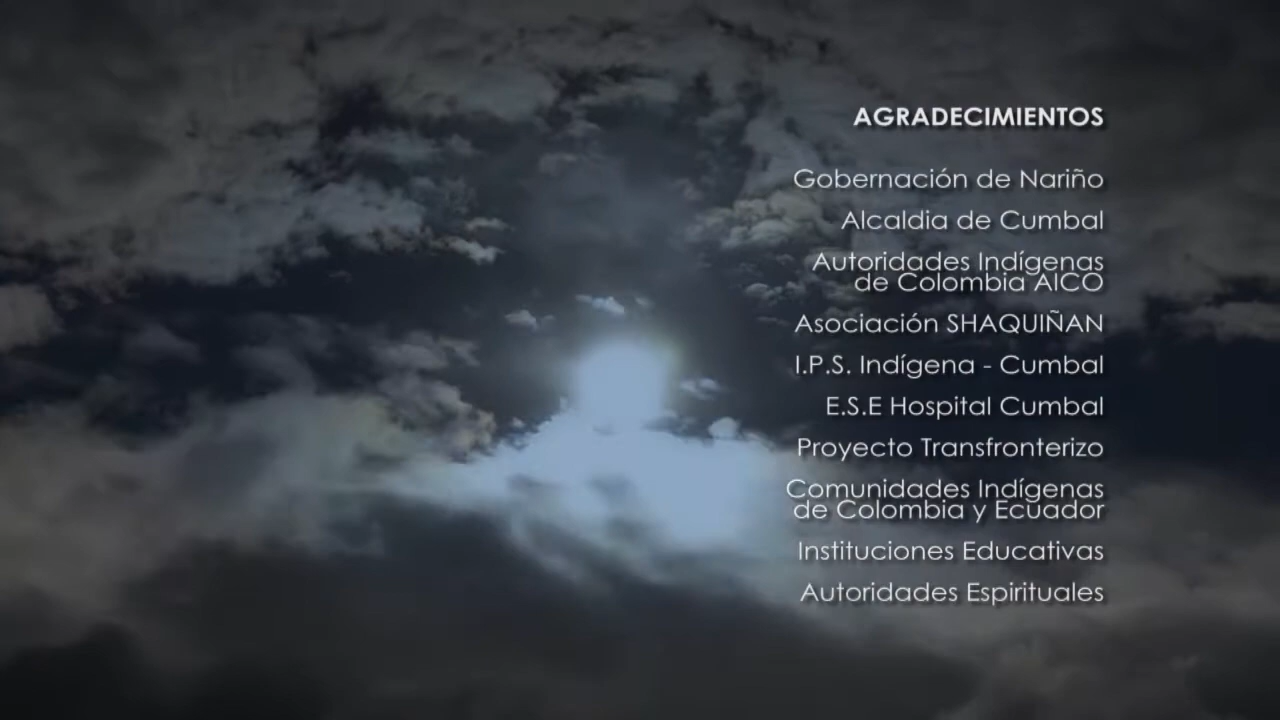 AGRADECIMIENTOS
Gobernación de Nariño
Alcaldia de Cumbal
Autoridades Indígenas
de Colombia AICO
Asociación SHAQUIÑAN
I.P.S. Indígena - Cumbal
E.S.E Hospital Cumbal
Proyecto Transfronterizo
Comunidades Indígenas
de Colombia y Ecuador
Instituciones Educativas
Autoridades Espirituales